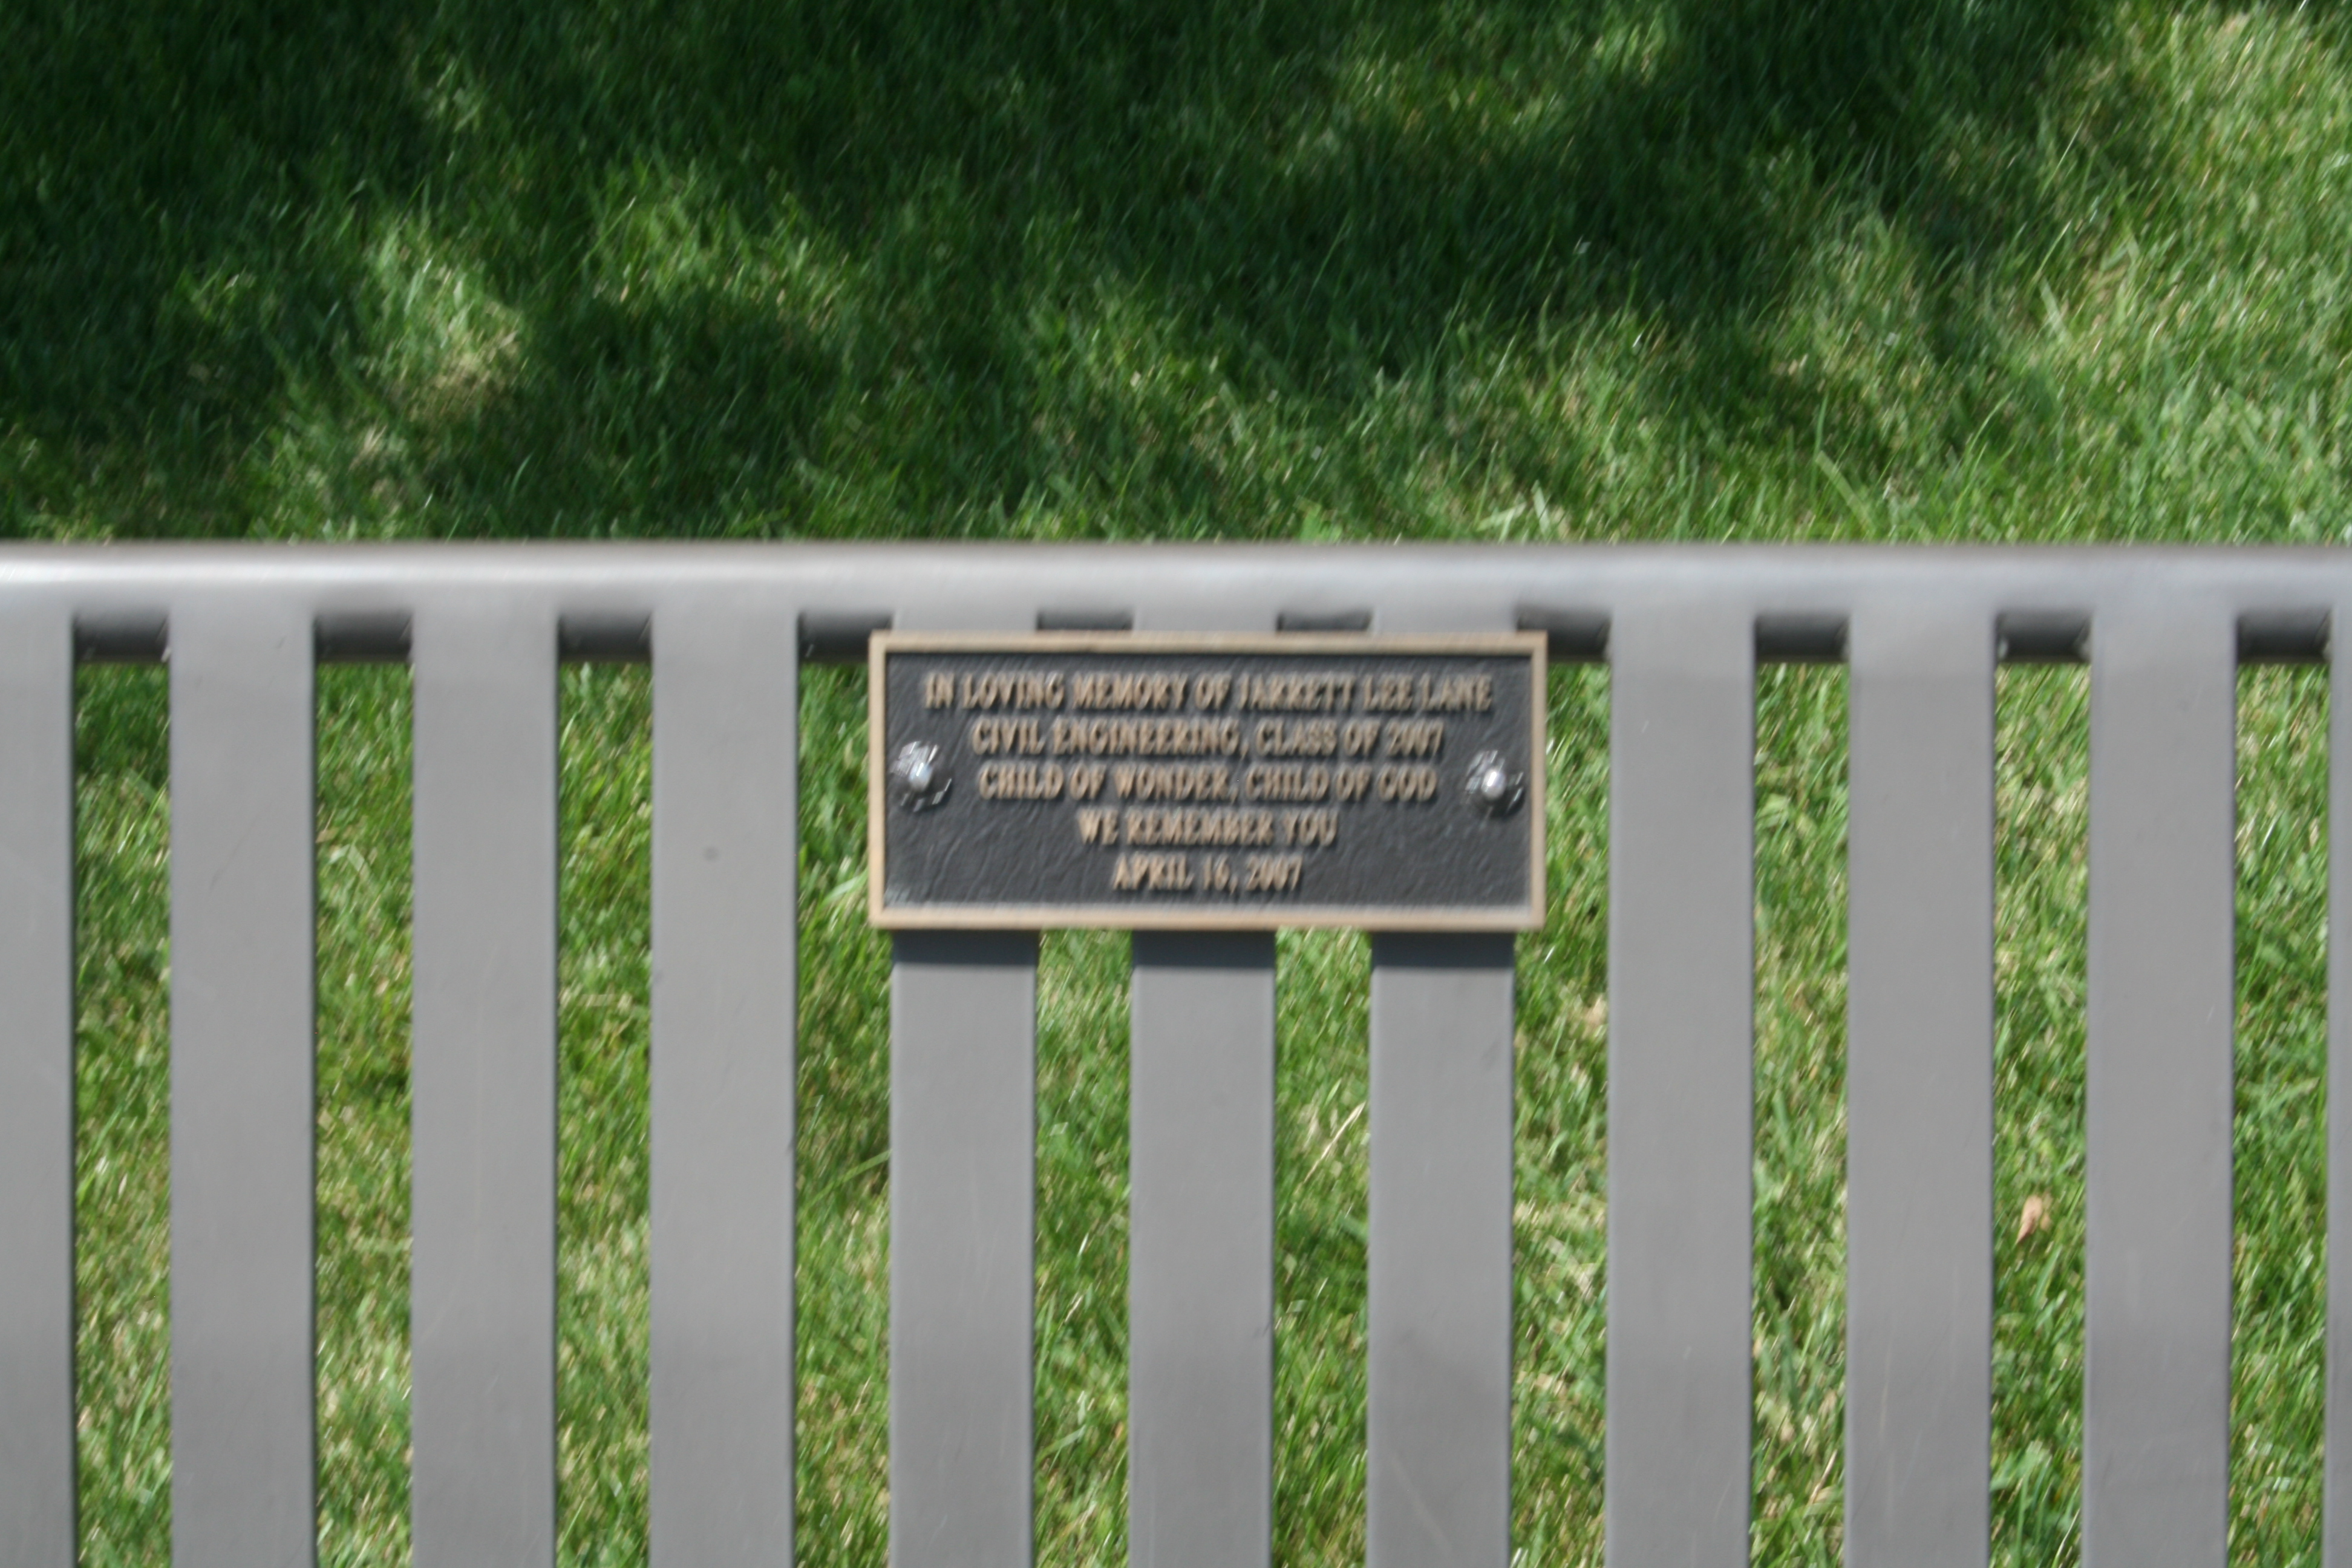 IN LOVING MEMORY OF JARRETT LEE LANE
CIVIL ENGINEERING, CLASS OF 2007
CHILD OF WONDER, CHILD OF GOD
WE REMEMBER YOU
APRIL 16, 2007